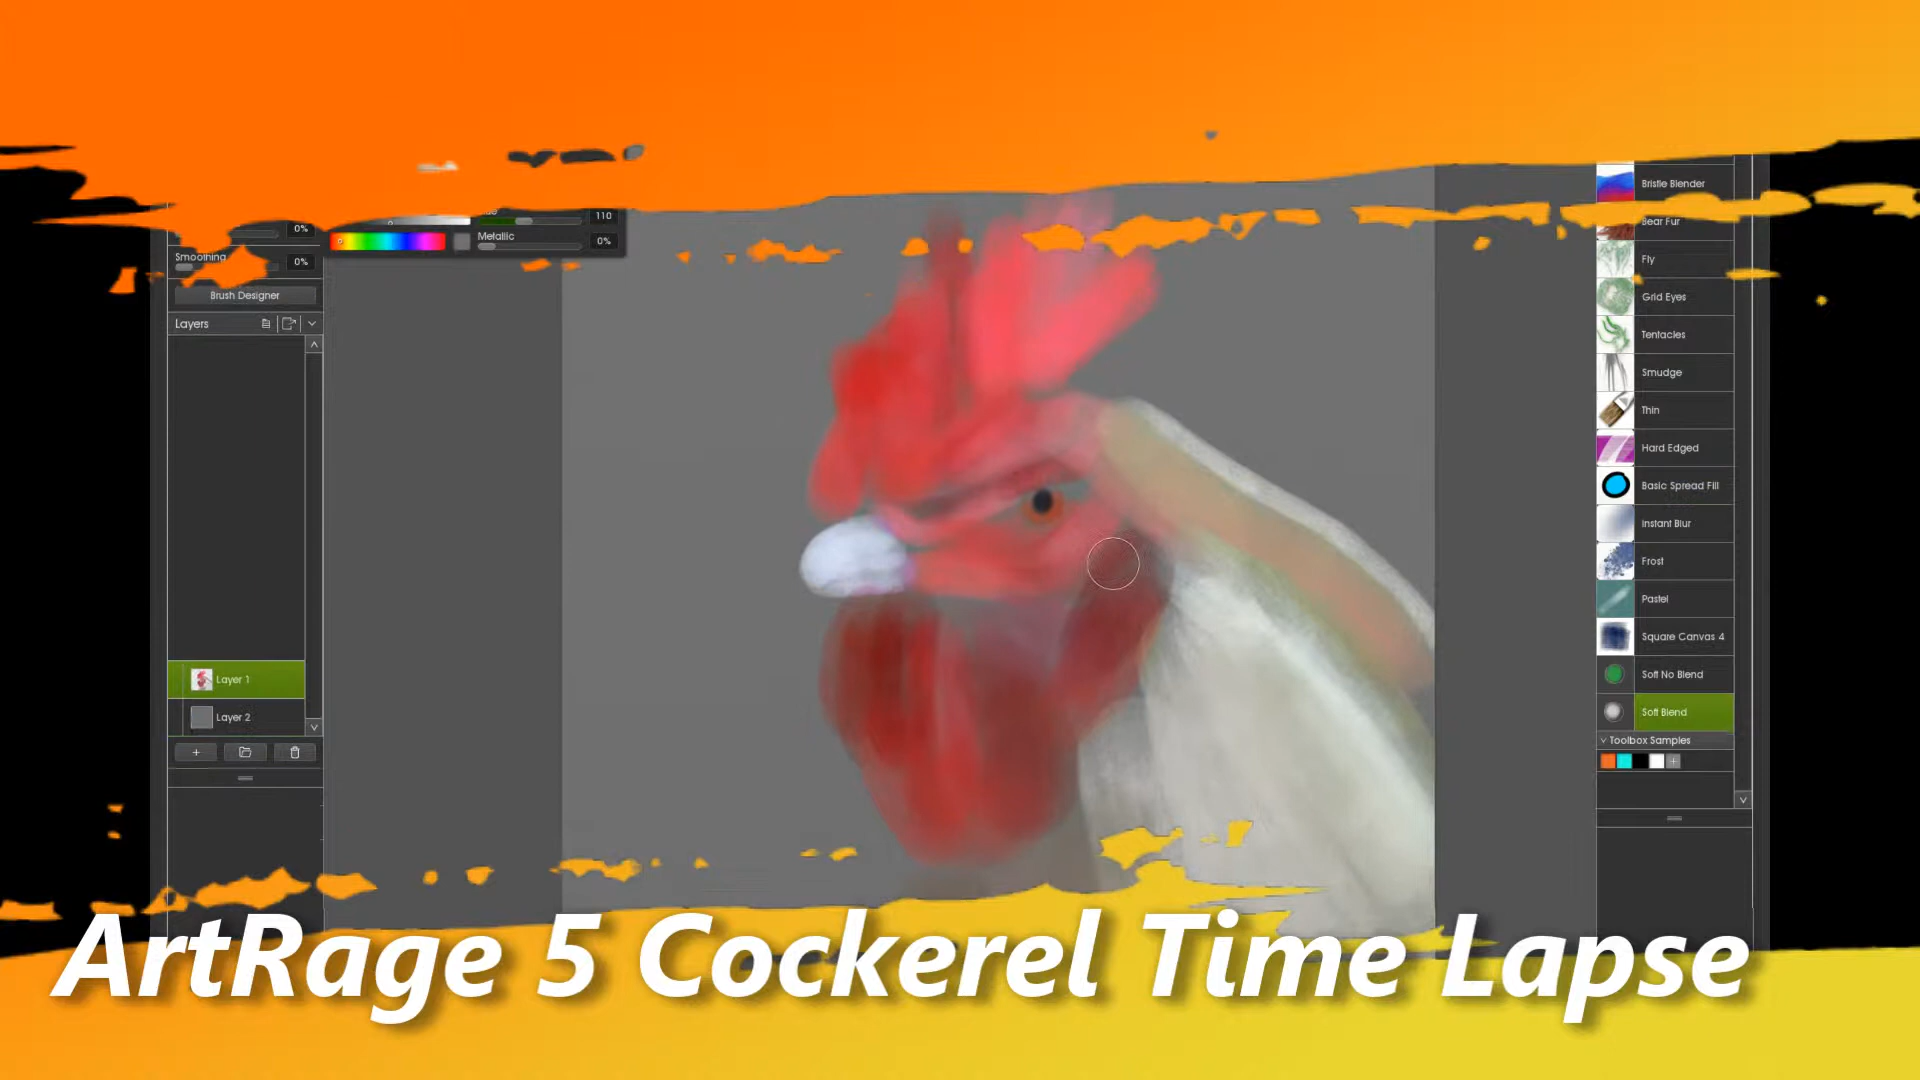 110
Metallic
0%
0%
Smoothing
0%
Brush Designer
Layers
Layer 1
Layer 2
Bristle Blender
Bear Fur
Fly
Grid Eyes
Tentacles
Smudge
Thin
Hard Edged
Basic Spread Fill
Instant Blur
Frost
Pastel
Square Canvas 4
Soft No Blend
Soft Blend
Toolbox Samples
ArtRage 5 Cockerel Time Lapse